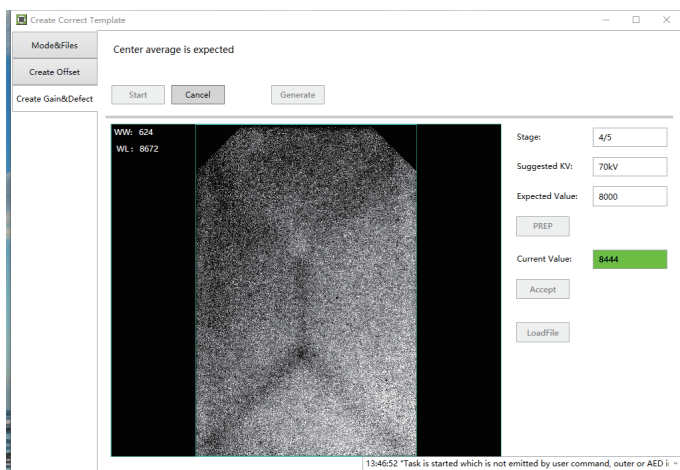 Create Correct Template
Mode&Files
Create Offset
Create Gain&Defect
Center average is expected
Start
Cancel
Generate
WW: 624
WL: 8672
Stage:
4/5
Suggested KV:
70kV
Expected Value:
8000
PREP
Current Value:
8444
Accept
LoadFile
13:46:52 "Task is started which is not emitted by user command, outer or AED i